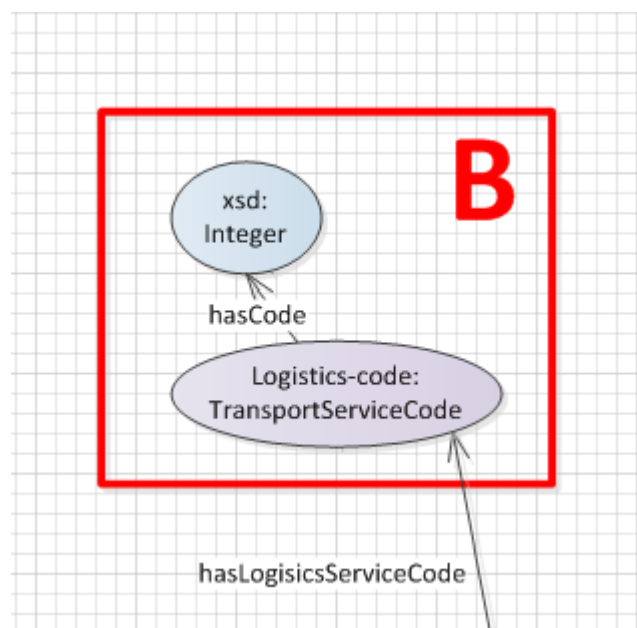 B
xsd:
Integer
hasCode
Logistics-code:
TransportServiceCode
hasLogisicsServiceCode